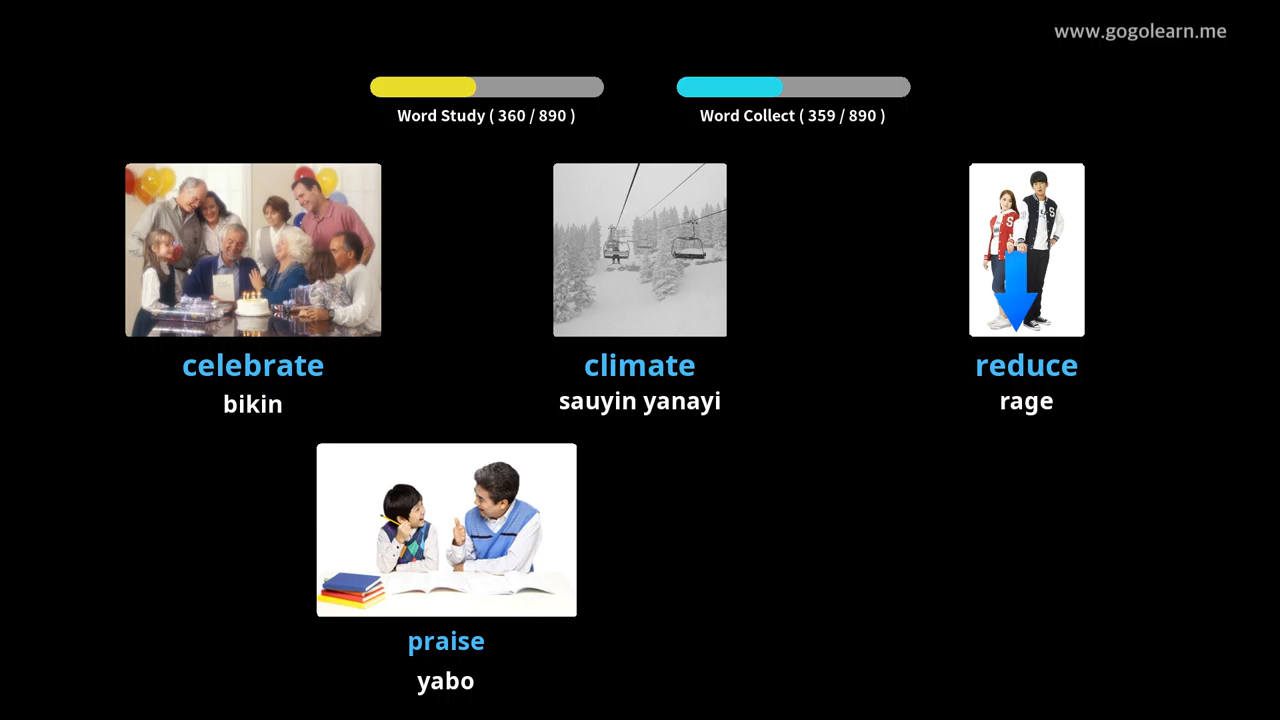 www.gogolearn.me
Word Study ( 360 / 890 )
Word Collect ( 359 / 890 )
celebrate
bikin
climate
sauyin yanayi
reduce
rage
praise
yabo